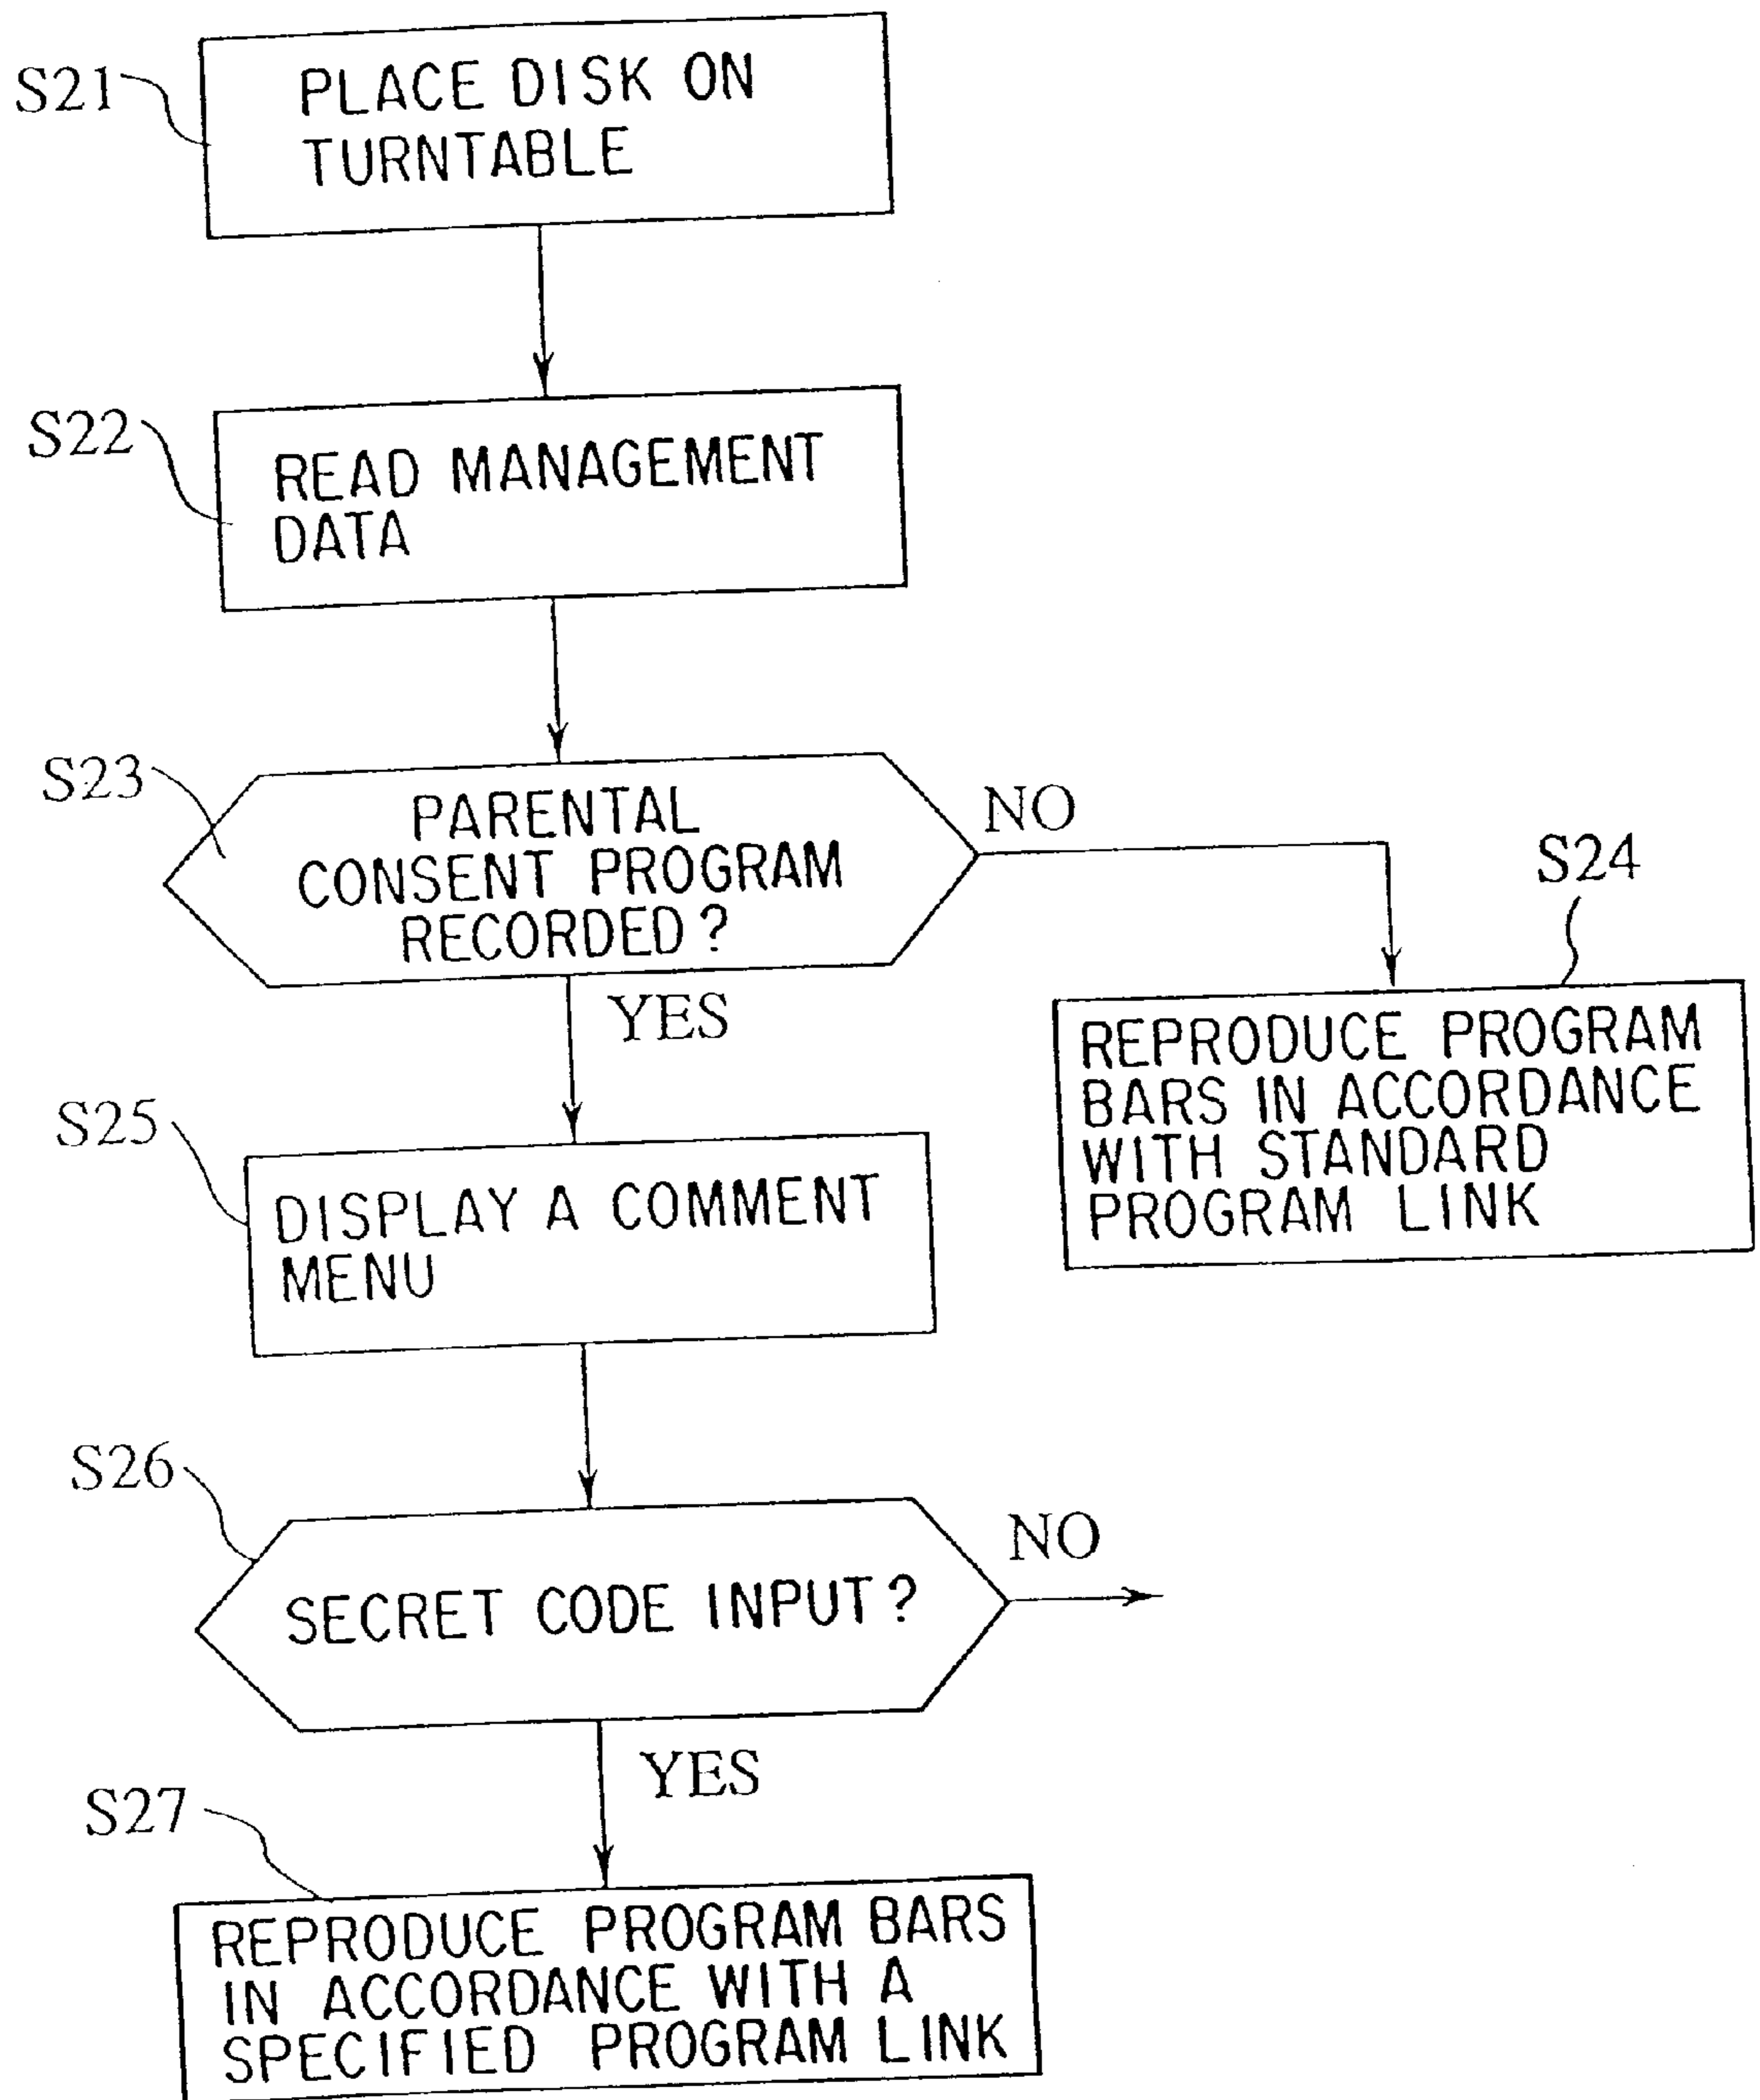 S21
PLACE DISK ON
TURNTABLE
S22
READ MANAGEMENT
DATA
S23
PARENTAL
CONSENT PROGRAM
RECORDED?
NO
YES
S24
REPRODUCE PROGRAM
BARS IN ACCORDANCE
WITH STANDARD
PROGRAM LINK
S25
DISPLAY A COMMENT
MENU
S26
SECRET CODE INPUT?
NO
YES
S27
REPRODUCE PROGRAM BARS
IN ACCORDANCE WITH A
SPECIFIED PROGRAM LINK